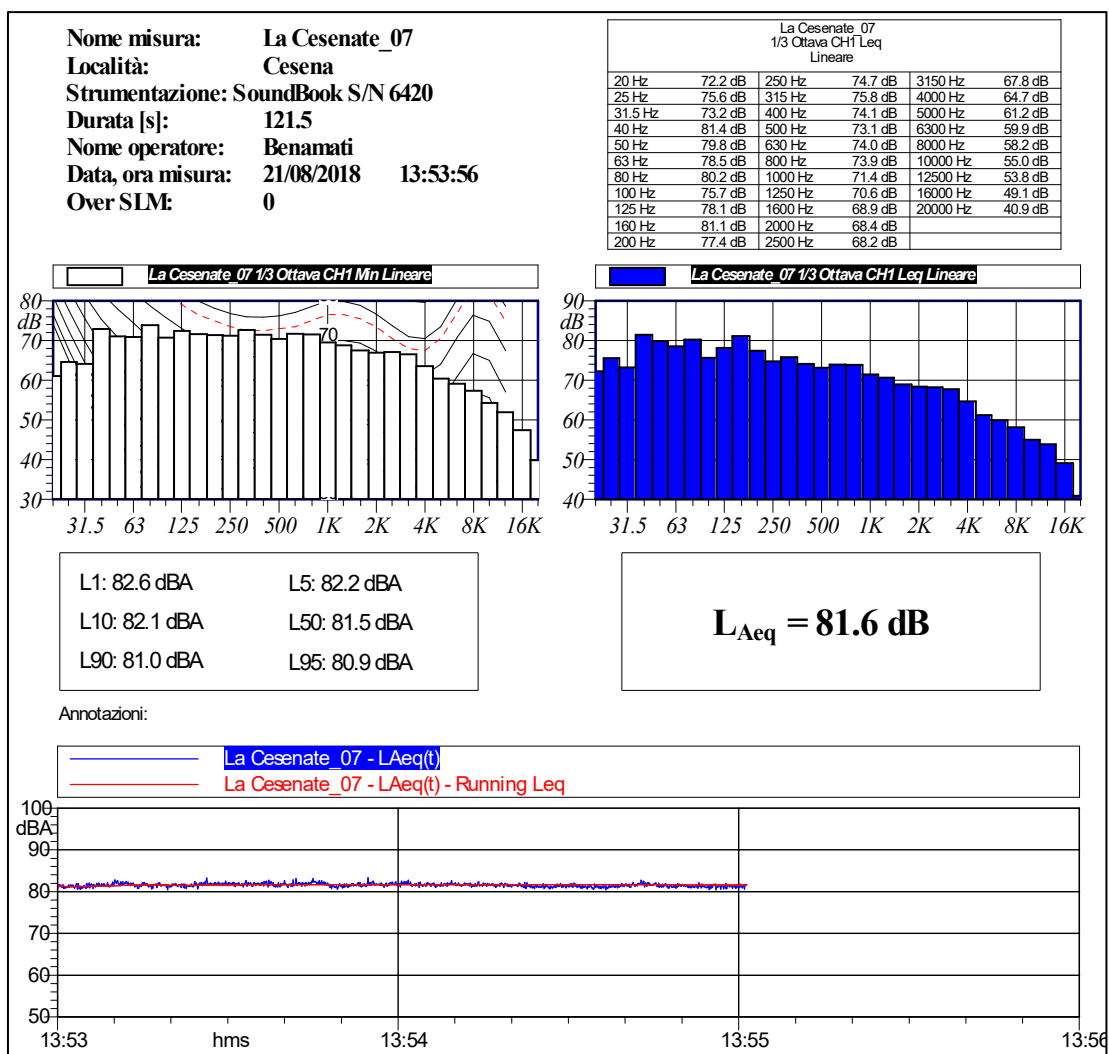 Nome misura: La Cesenate_07
Località: Cesena
Strumentazione: SoundBook S/N 6420
Durata [s]: 121.5
Nome operatore: Benamati
Data, ora misura: 21/08/2018 13:53:56
Over SLM: 0
La Cesenate_07
1/3 Ottava CH1 Leq
Lineare
20 Hz 72.2 dB 250 Hz 74.7 dB 3150 Hz 67.8 dB
25 Hz 75.6 dB 315 Hz 75.8 dB 4000 Hz 64.7 dB
31.5 Hz 73.2 dB 400 Hz 74.1 dB 5000 Hz 61.2 dB
40 Hz 81.4 dB 500 Hz 73.1 dB 6300 Hz 59.9 dB
50 Hz 79.8 dB 630 Hz 74.0 dB 8000 Hz 58.2 dB
63 Hz 78.5 dB 800 Hz 73.9 dB 10000 Hz 55.0 dB
80 Hz 80.2 dB 1000 Hz 71.4 dB 12500 Hz 53.8 dB
100 Hz 75.7 dB 1250 Hz 70.6 dB 16000 Hz 49.1 dB
125 Hz 78.1 dB 1600 Hz 68.9 dB 20000 Hz 40.9 dB
160 Hz 81.1 dB 2000 Hz 68.4 dB
200 Hz 77.4 dB 2500 Hz 68.2 dB
La Cesenate_07 1/3 Ottava CH1 Min Lineare
80
dB
70
60
50
40
30
70
31.5 63 125 250 500 1K 2K 4K 8K 16K
La Cesenate_07 1/3 Ottava CH1 Leq Lineare
90
dB
80
70
60
50
40
31.5 63 125 250 500 1K 2K 4K 8K 16K
L1: 82.6 dBA L5: 82.2 dBA
L10: 82.1 dBA L50: 81.5 dBA
L90: 81.0 dBA L95: 80.9 dBA
LAeq = 81.6 dB
Annotazioni:
La Cesenate_07 - LAeq(t)
La Cesenate_07 - LAeq(t) - Running Leq
100
dBA
90
80
70
60
50
13:53 hms 13:54 13:55 13:56